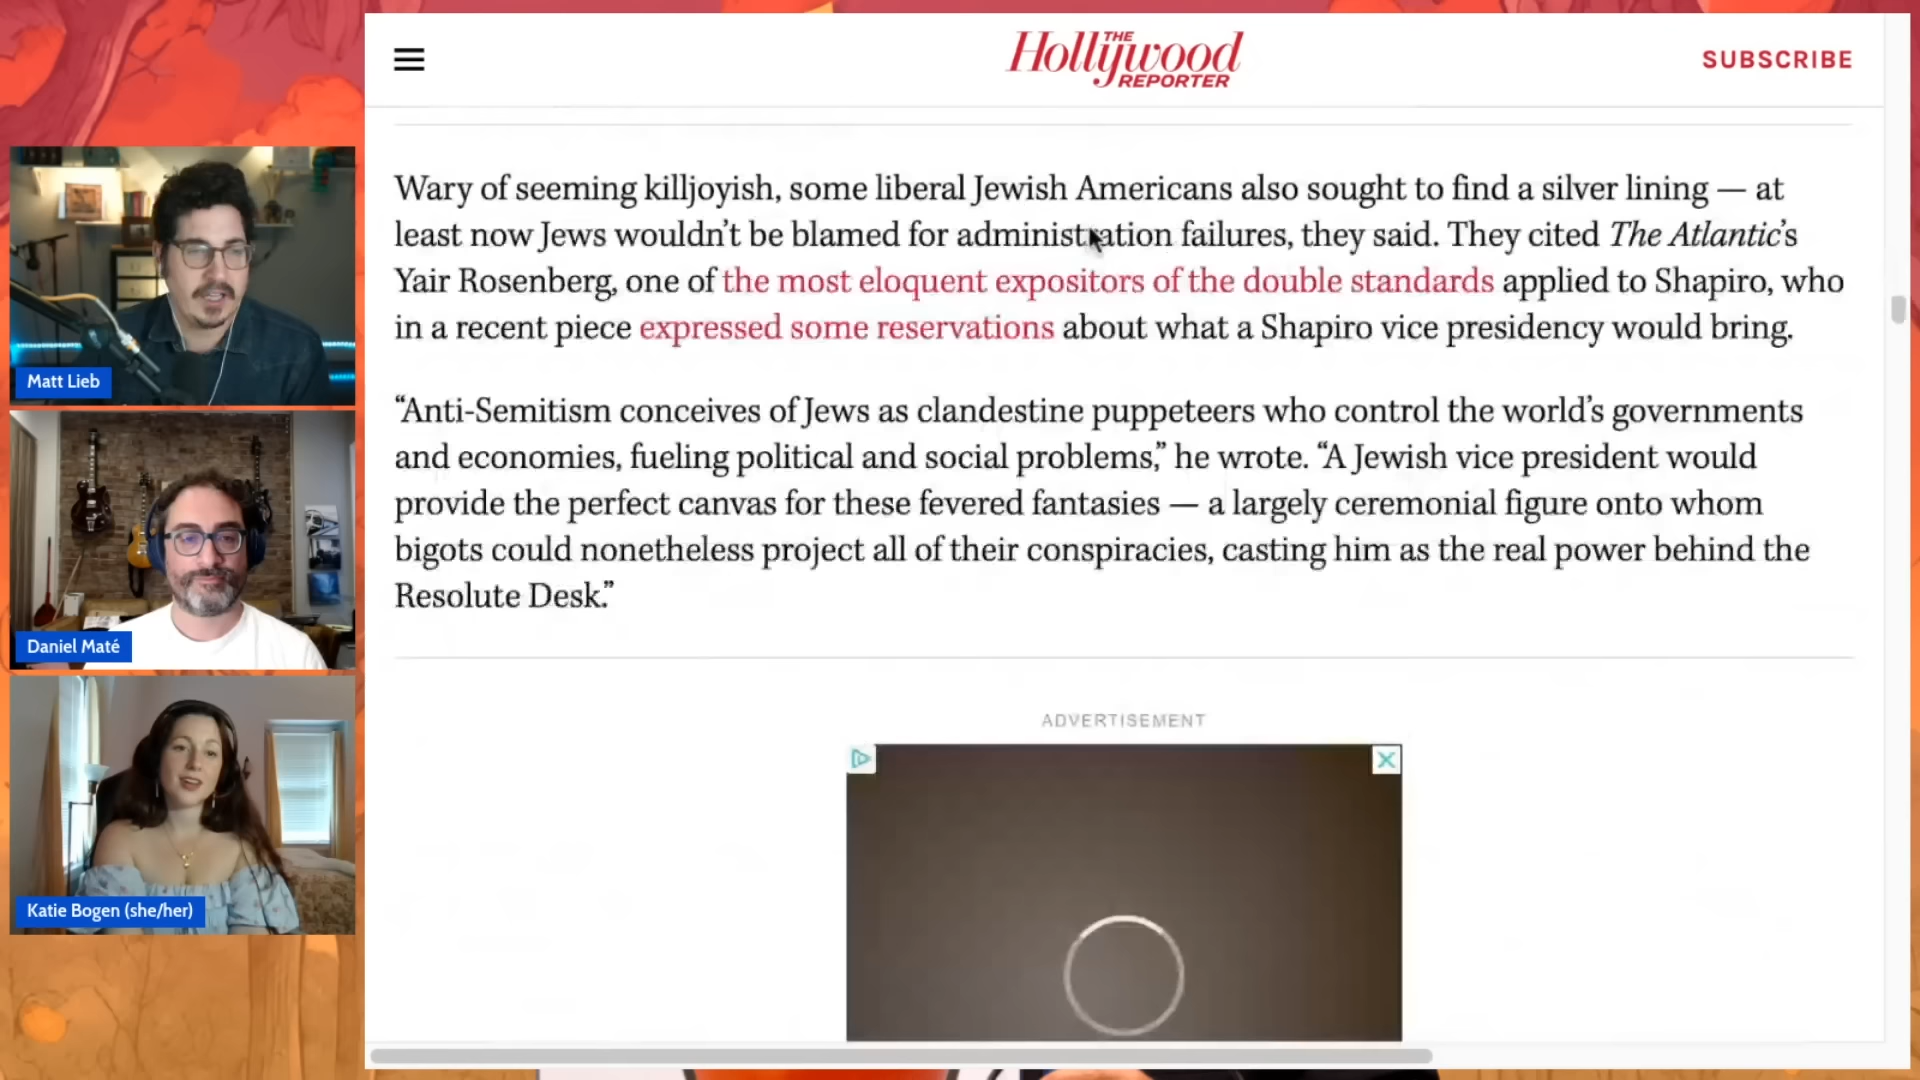 THE
Hollywood
REPORTER
SUBSCRIBE
Wary of seeming killjoyish, some liberal Jewish Americans also sought to find a silver lining — at
least now Jews wouldn’t be blamed for administration failures, they said. They cited The Atlantic’s
Yair Rosenberg, one of the most eloquent expositors of the double standards applied to Shapiro, who
in a recent piece expressed some reservations about what a Shapiro vice presidency would bring.
“Anti-Semitism conceives of Jews as clandestine puppeteers who control the world’s governments
and economies, fueling political and social problems,” he wrote. “A Jewish vice president would
provide the perfect canvas for these fevered fantasies — a largely ceremonial figure onto whom
bigots could nonetheless project all of their conspiracies, casting him as the real power behind the
Resolute Desk.”
ADVERTISEMENT
Matt Lieb
Daniel Maté
Katie Bogen (she/her)